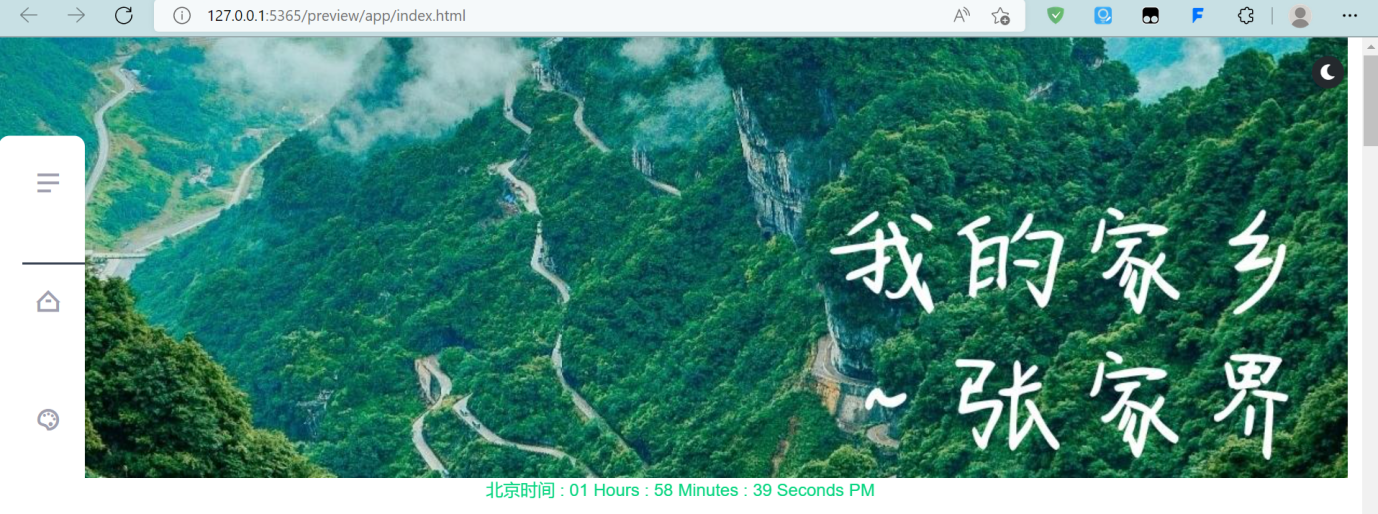 127.0.0.1:5365/preview/app/index.html
我的家乡
~张家界
北京时间 : 01 Hours : 58 Minutes : 39 Seconds PM